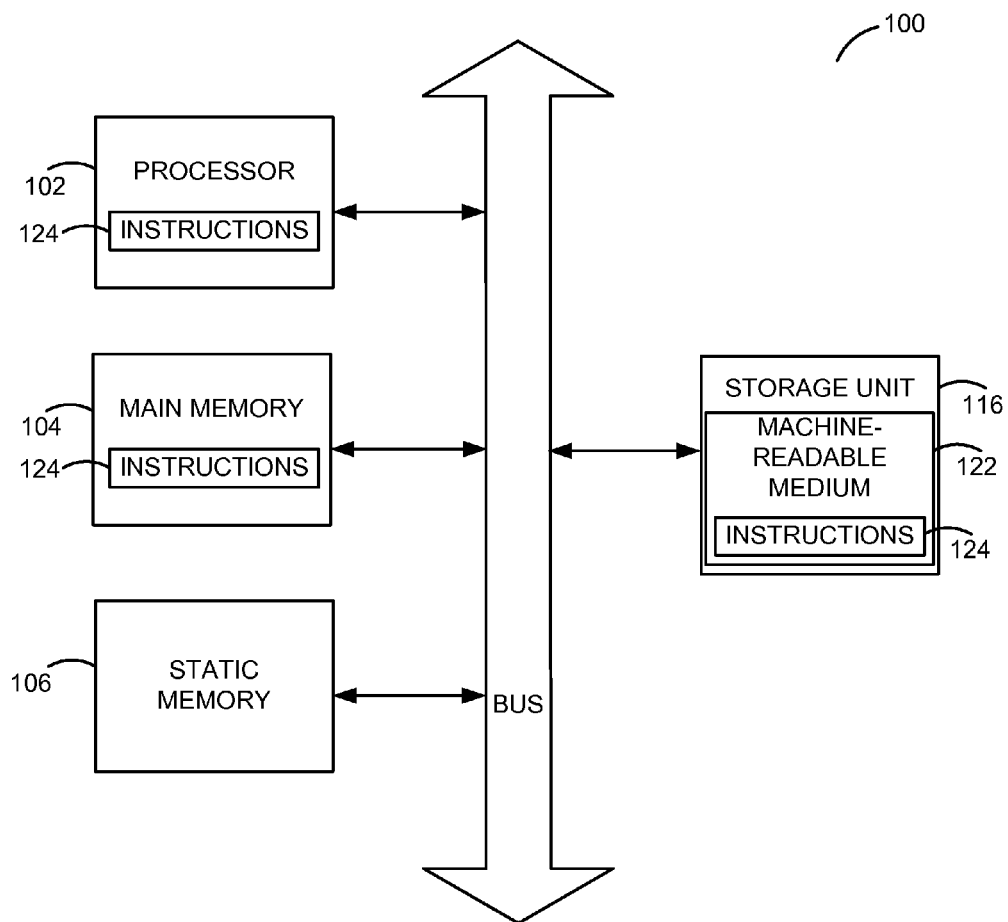 100
PROCESSOR
102
INSTRUCTIONS
124
MAIN MEMORY
104
INSTRUCTIONS
124
STATIC
MEMORY
106
BUS
STORAGE UNIT
116
MACHINE-
READABLE
MEDIUM
122
INSTRUCTIONS
124